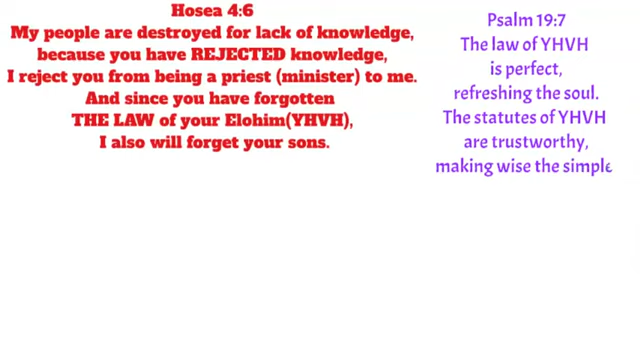 Hosea 4:6
My people are destroyed for lack of knowledge,
because you have REJECTED knowledge,
I reject you from being a priest (minister) to me.
And since you have forgotten
THE LAW of your Elohim(YHVH),
I also will forget your sons.
Psalm 19:7
The law of YHVH
is perfect,
refreshing the soul.
The statutes of YHVH
are trustworthy,
making wise the simple